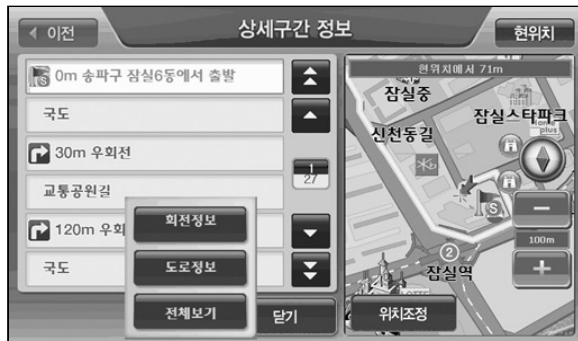 이전
상세구간 정보
현위치
0m 송파구 잠실6동에서 출발
국도
30m 우회전
교통공원길
120m 우회
국도
1
27
회전정보
도로정보
전체보기
닫기
현위치에서 71m
잠실중
잠실스타파크
plus
신천동길
S
S
100m
2
잠실역
위치조정